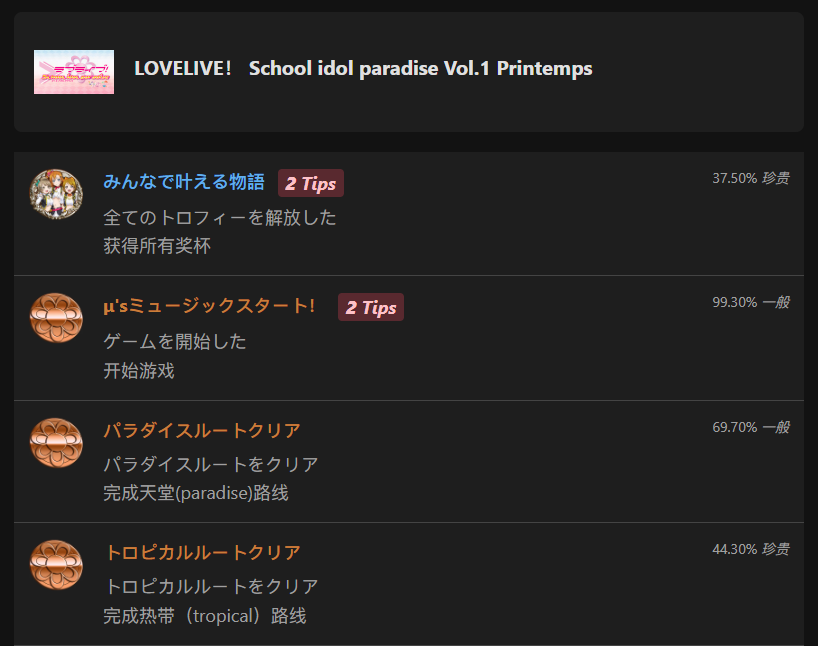 LOVELIVE! School idol paradise Vol.1 Printemps
みんなで叶える物語 2 Tips
37.50% 珍贵
全てのトロフィーを解放した
获得所有奖杯
μ'sミュージックスタート! 2 Tips
99.30% 一般
ゲームを開始した
开始游戏
パラダイスルートクリア
69.70% 一般
パラダイスルートをクリア
完成天堂(paradise)路线
トロピカルルートクリア
44.30% 珍贵
トロピカルルートをクリア
完成热带（tropical）路线